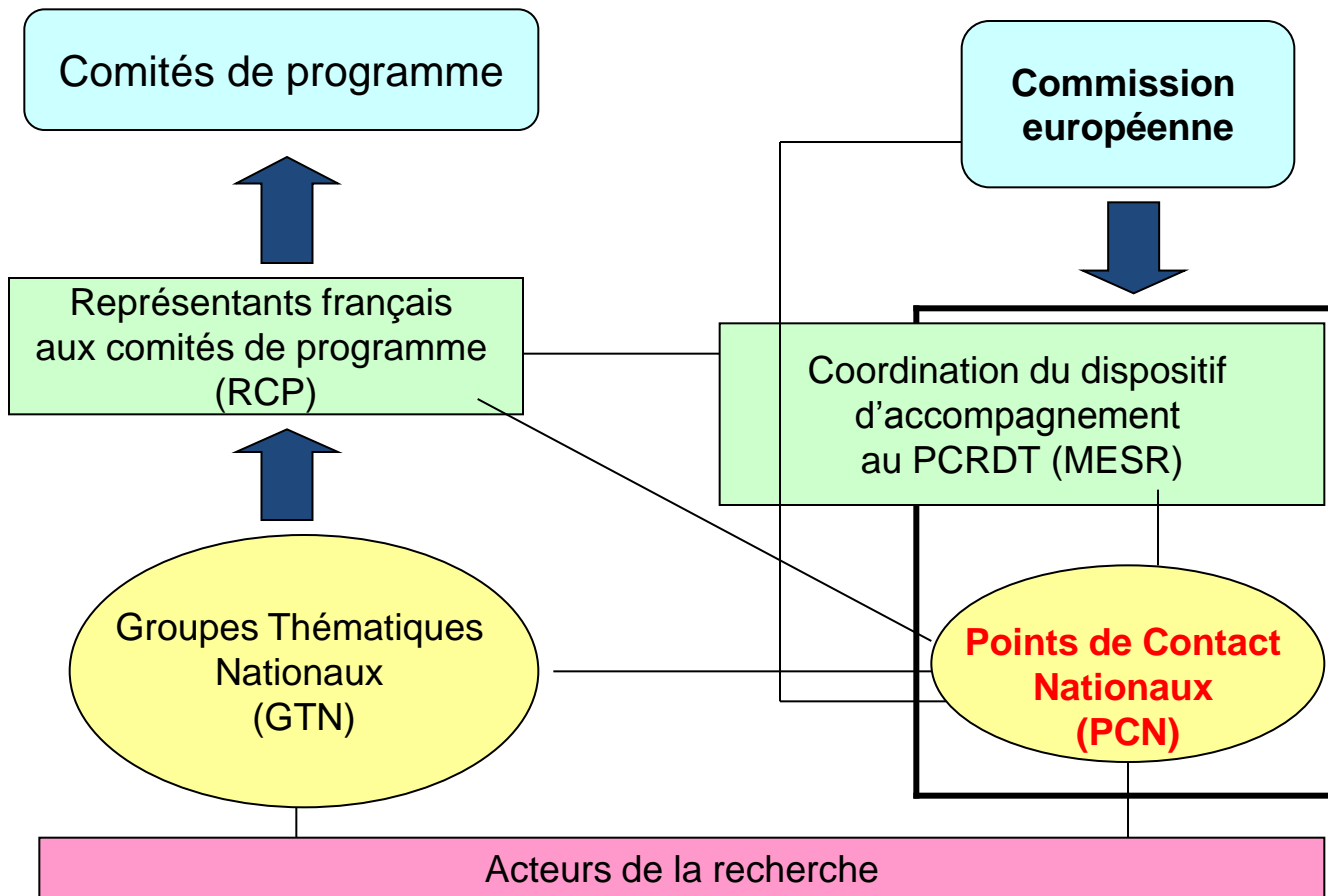 Comités de programme
Commission
européenne
Représentants français
aux comités de programme
(RCP)
Coordination du dispositif
d’accompagnement
au PCRDT (MESR)
Groupes Thématiques
Nationaux
(GTN)
Points de Contact
Nationaux
(PCN)
Acteurs de la recherche